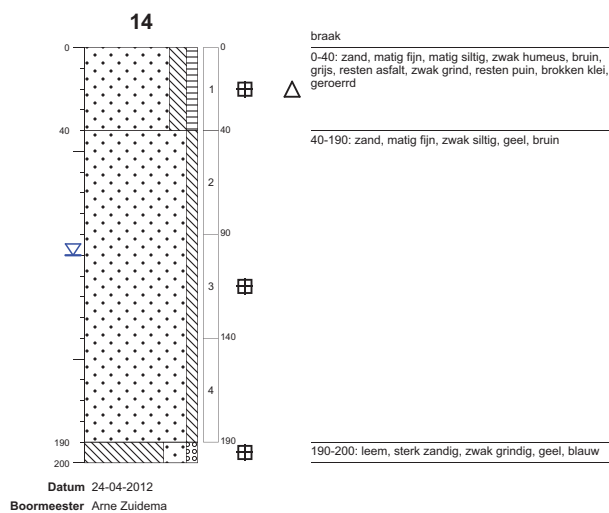 14
braak
0
0
0-40: zand, matig fijn, matig siltig, zwak humeus, bruin,
grijs, resten asfalt, zwak grind, resten puin, brokken klei,
geroerrd
1
40
40
40-190: zand, matig fijn, zwak siltig, geel, bruin
2
90
3
140
4
190
190
190-200: leem, sterk zandig, zwak grindig, geel, blauw
200
Datum 24-04-2012
Boormeester Arne Zuidema